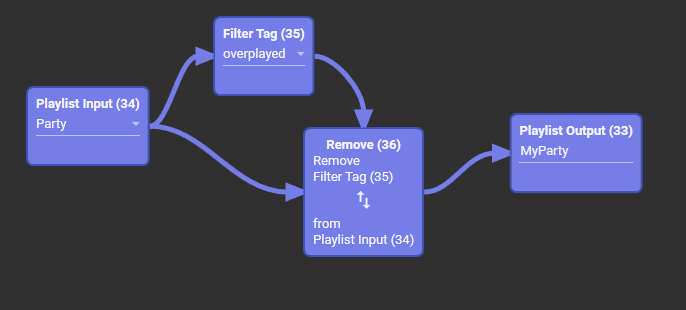 Filter Tag (35)
overplayed
Playlist Input (34)
Party
Remove (36)
Remove
Filter Tag (35)
from
Playlist Input (34)
Playlist Output (33)
MyParty